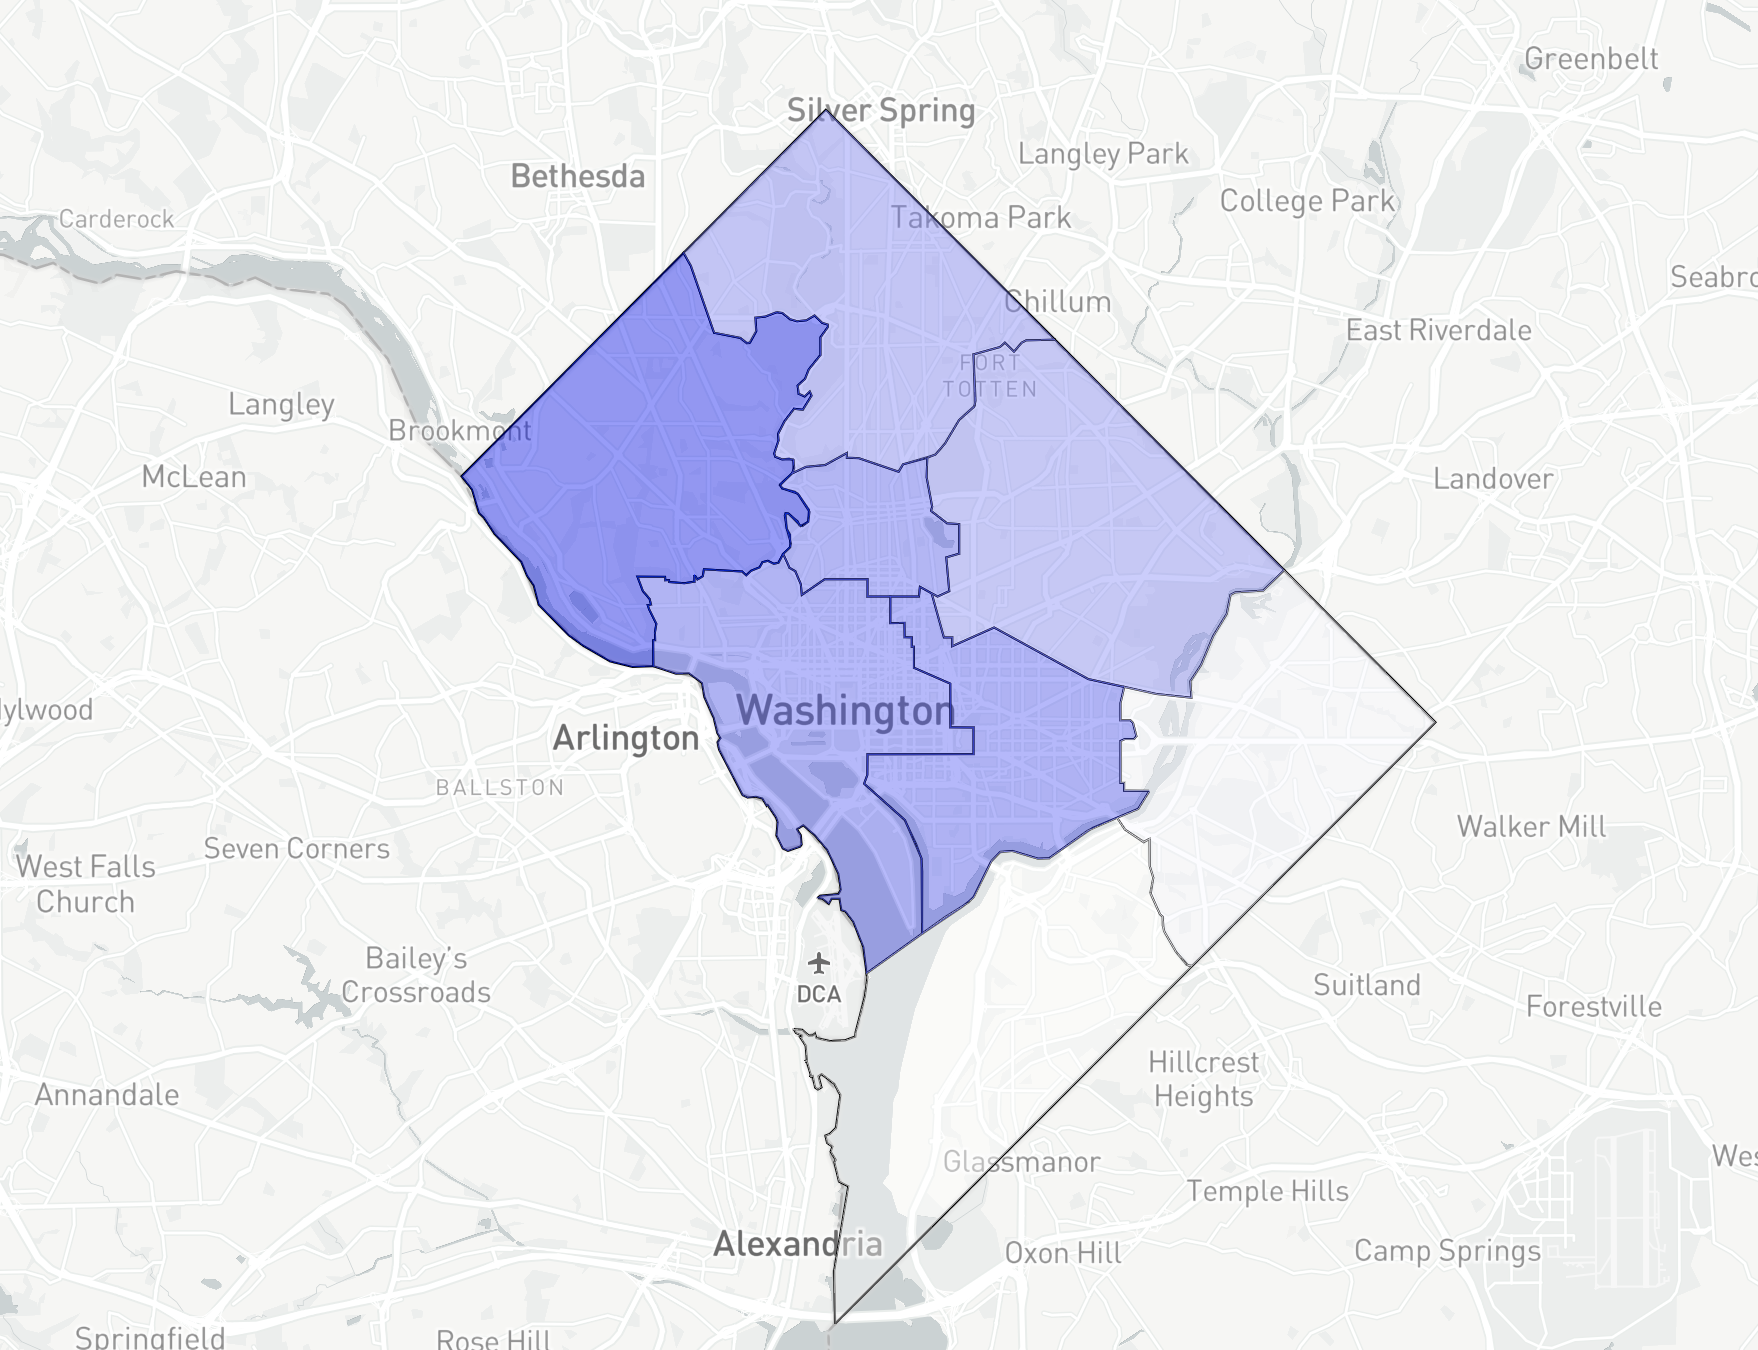 Greenbelt
Silver Spring
Langley Park
Bethesda
College Park
Carderock
Takoma Park
Seabro
Chillum
East Riverdale
FORT
TOTTEN
Langley
Brookmont
McLean
Landover
Washington
Arlington
BALLSTON
Walker Mill
Seven Corners
West Falls
Church
Bailey's
Crossroads
DCA
Suitland
Forestville
Hillcrest
Heights
Annandale
Glassmanor
Temple Hills
Alexandria
Oxon Hill
Camp Springs
Springfield
Rose Hill